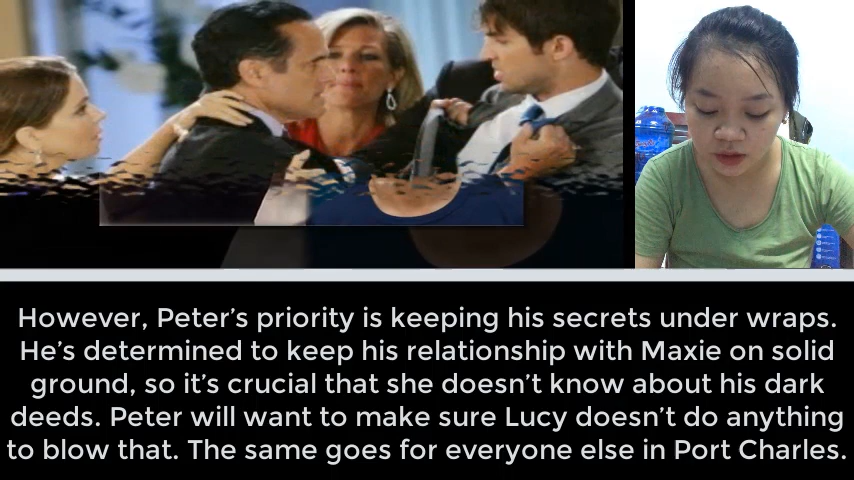 However, Peter’s priority is keeping his secrets under wraps.
He’s determined to keep his relationship with Maxie on solid
ground, so it’s crucial that she doesn’t know about his dark
deeds. Peter will want to make sure Lucy doesn’t do anything
to blow that. The same goes for everyone else in Port Charles.